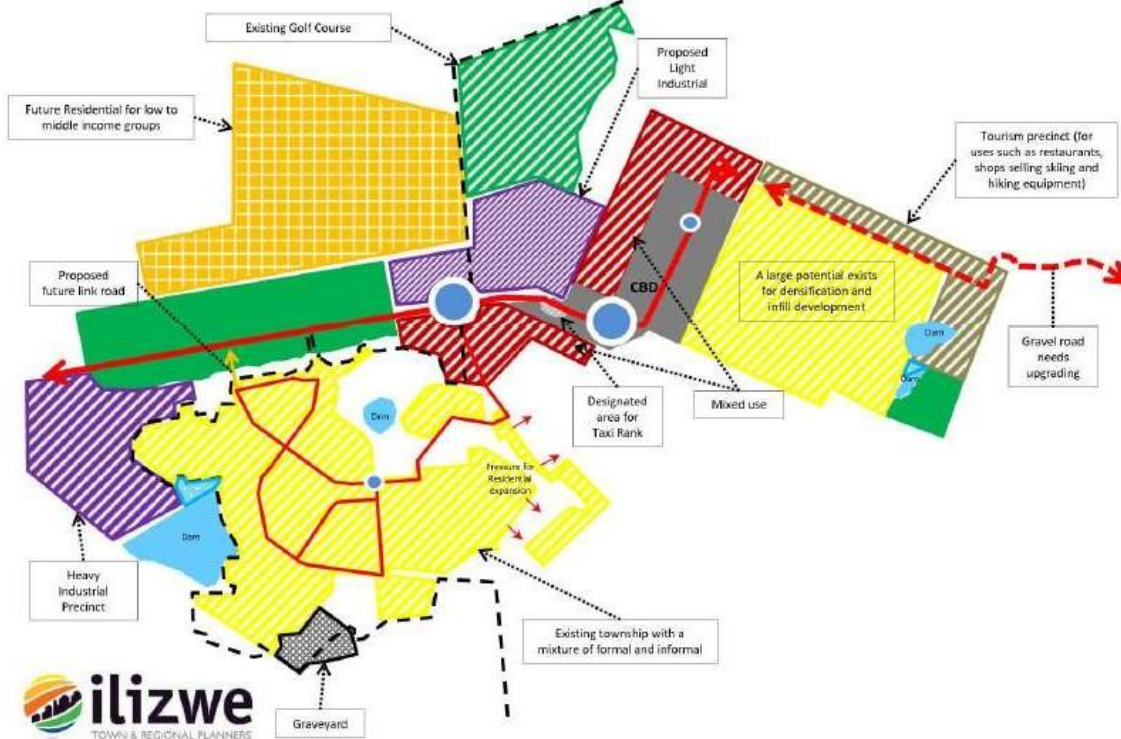 Existing Golf Course
Proposed
Light
Industrial
Future Residential for low to
middle income groups
Tourism precinct (for
uses such as restaurants,
shops selling skiing and
hiking equipment)
Proposed
future link road
CBD
A large potential exists
for densification and
infill development
Dam
Dam
Gravel road
needs
upgrading
Designated
area for
Taxi Rank
Mixed use
Dam
Pressure for
Residential
expansion
Dam
Heavy
Industrial
Precinct
Existing township with a
mixture of formal and informal
Graveyard
ilizwe
TOWN & REGIONAL PLANNERS